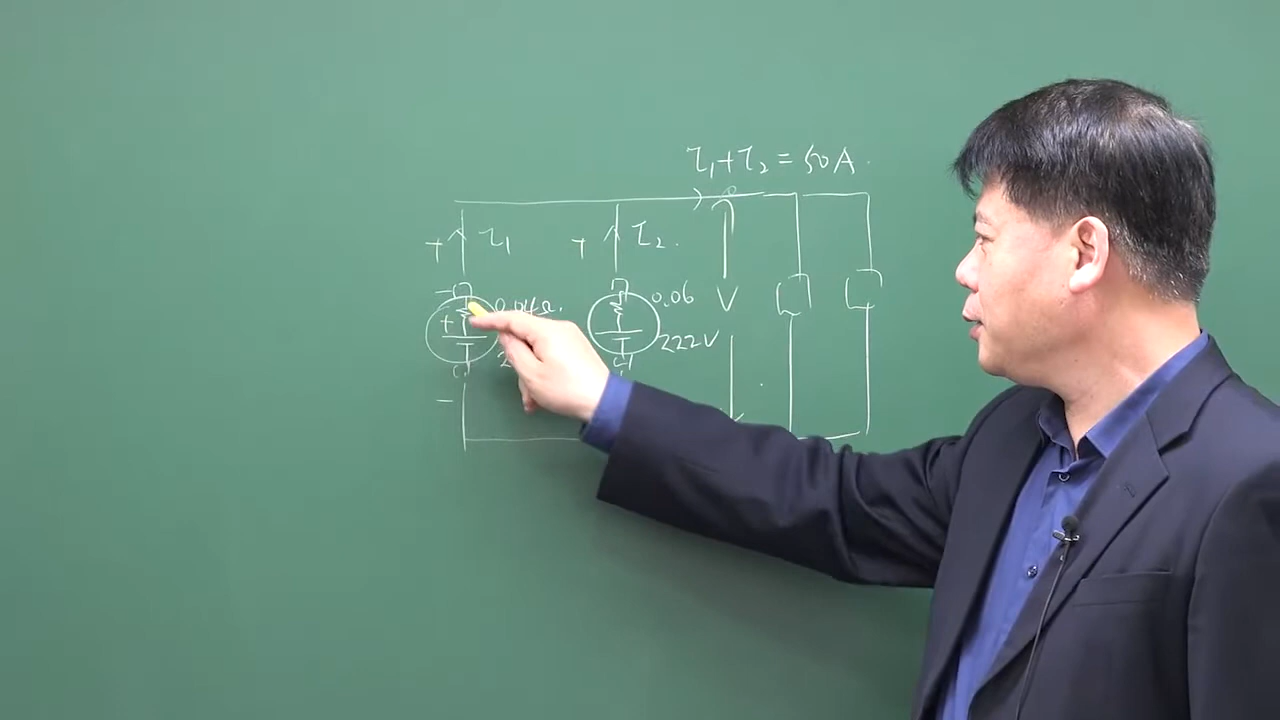 I₁+I₂ = 50A
+ I₁
+ I₂
0.04Ω
0.06
+
V
222V
-